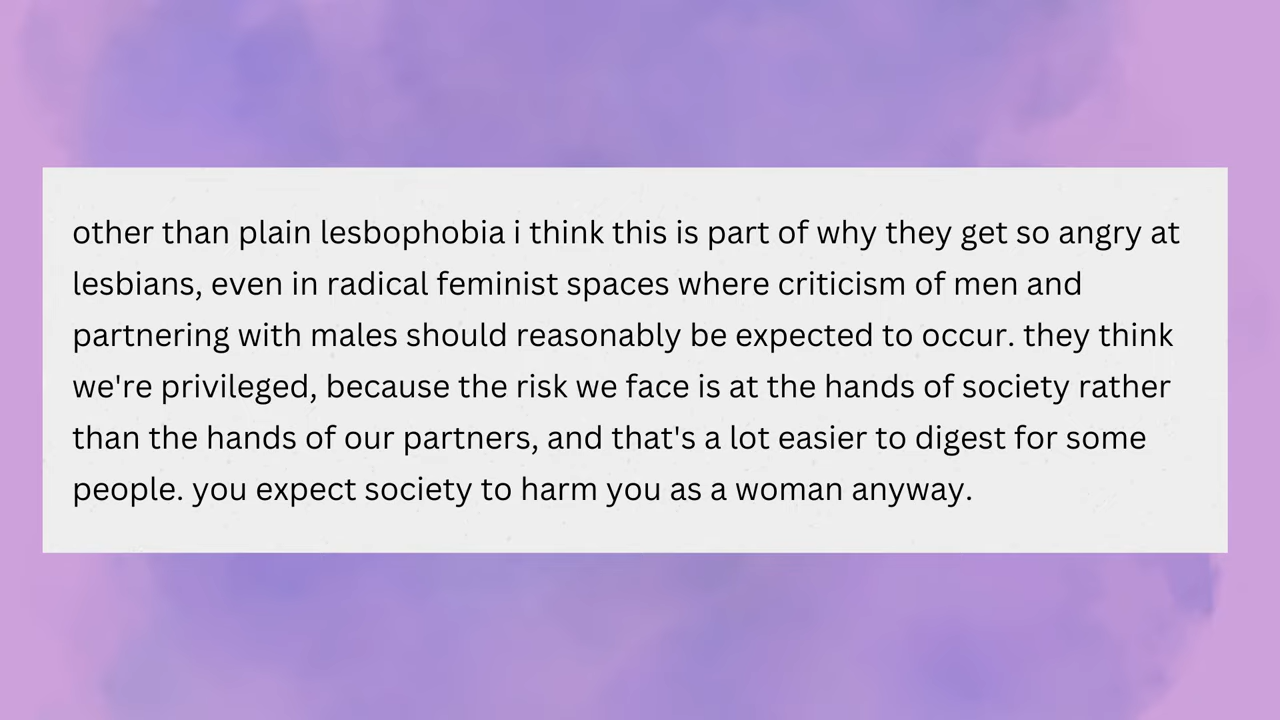 other than plain lesbophobia i think this is part of why they get so angry at
lesbians, even in radical feminist spaces where criticism of men and
partnering with males should reasonably be expected to occur. they think
we're privileged, because the risk we face is at the hands of society rather
than the hands of our partners, and that's a lot easier to digest for some
people. you expect society to harm you as a woman anyway.